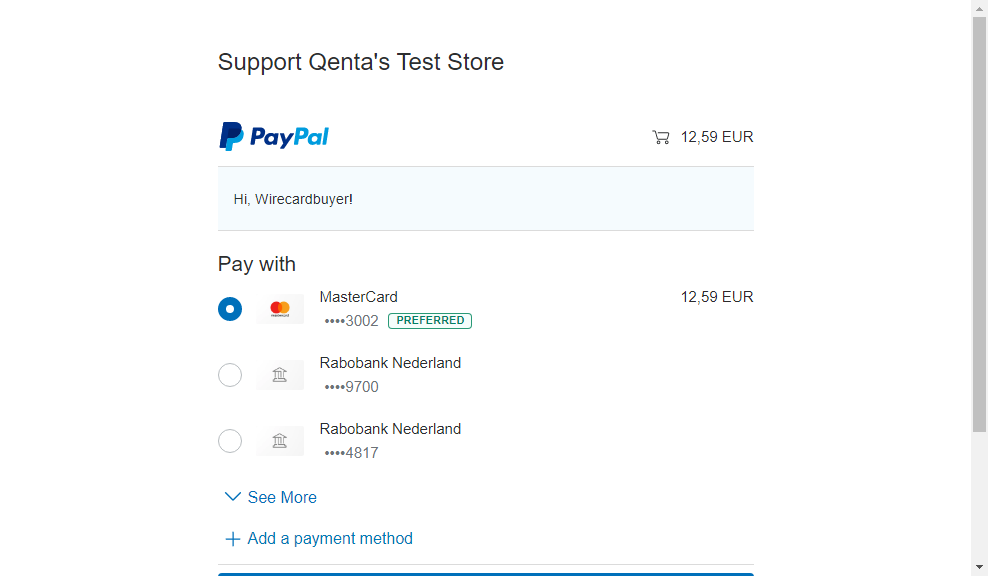 Support Qenta's Test Store
PayPal
12,59 EUR
Hi, Wirecardbuyer!
Pay with
MasterCard
12,59 EUR
••••3002 PREFERRED
Rabobank Nederland
••••9700
Rabobank Nederland
••••4817
See More
Add a payment method